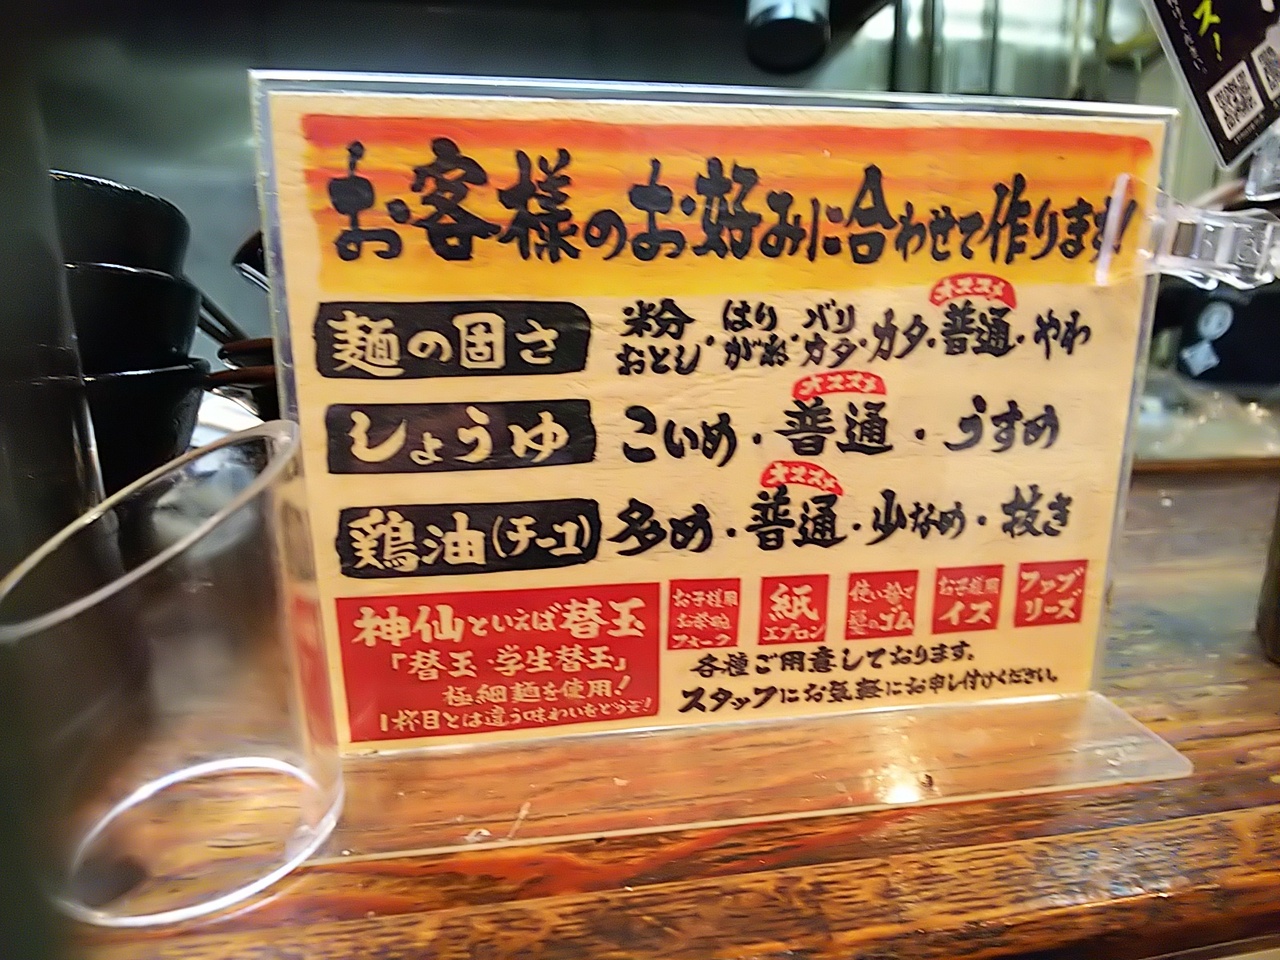 お客様のお好みに合わせて作ります!
麺の固さ
オススメ
粉おとし・はりがね・バリカタ・カタ・普通・やわ
しょうゆ
オススメ
こいめ・普通・うすめ
鶏油(チーユ)
オススメ
多め・普通・少なめ・抜き
神仙といえば替玉
「替玉・学生替玉」
極細麺を使用!
1杯目とは違う味わいをどうぞ!
お子様用
お茶碗
フォーク
紙
エプロン
使い捨て
髪のゴム
お子様用
イス
ファブ
リーズ
各種ご用意しております。
スタッフにお気軽にお申し付けください。
ス!